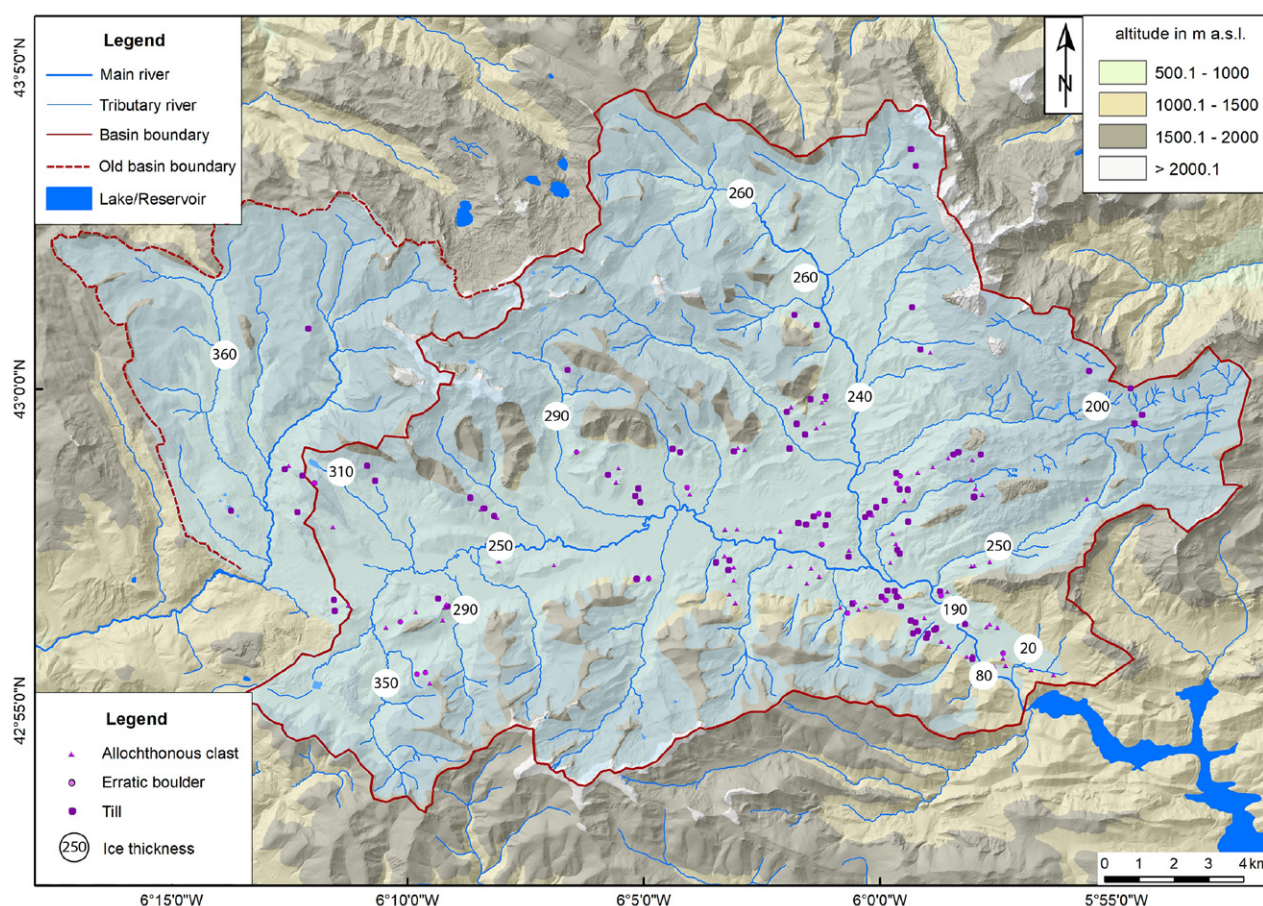 Legend
Main river
Tributary river
Basin boundary
Old basin boundary
Lake/Reservoir
N
altitude in m a.s.l.
500.1 - 1000
1000.1 - 1500
1500.1 - 2000
> 2000.1
43°5'0"N
43°0'0"N
42°55'0"N
260
260
360
240
290
200
310
250
250
290
190
20
350
80
Legend
Allochthonous clast
Erratic boulder
Till
250 Ice thickness
0 1 2 3 4 km
6°15'0"W 6°10'0"W 6°5'0"W 6°0'0"W 5°55'0"W